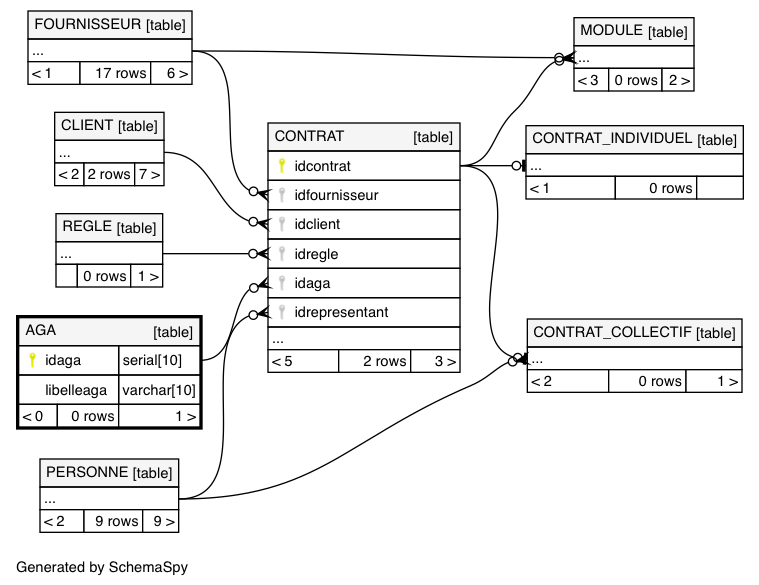 FOURNISSEUR [table]
...
< 1 17 rows 6 >
CLIENT [table]
...
< 2 2 rows 7 >
REGLE [table]
...
0 rows 1 >
AGA [table]
idaga serial[10]
libelleaga varchar[10]
< 0 0 rows 1 >
PERSONNE [table]
...
< 2 9 rows 9 >
CONTRAT [table]
idcontrat
idfournisseur
idclient
idregle
idaga
idrepresentant
...
< 5 2 rows 3 >
MODULE [table]
...
< 3 0 rows 2 >
CONTRAT_INDIVIDUEL [table]
...
< 1 0 rows
CONTRAT_COLLECTIF [table]
...
< 2 0 rows 1 >
Generated by SchemaSpy